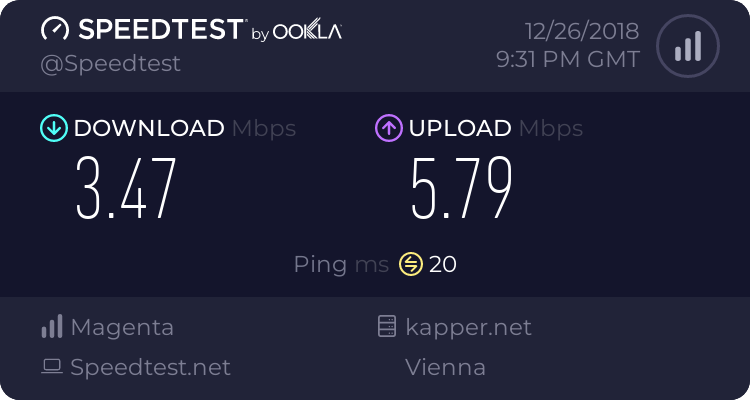 SPEEDTEST by OOKLA
@Speedtest
12/26/2018
9:31 PM GMT
DOWNLOAD Mbps
3.47
UPLOAD Mbps
5.79
Ping ms 20
Magenta
Speedtest.net
kapper.net
Vienna